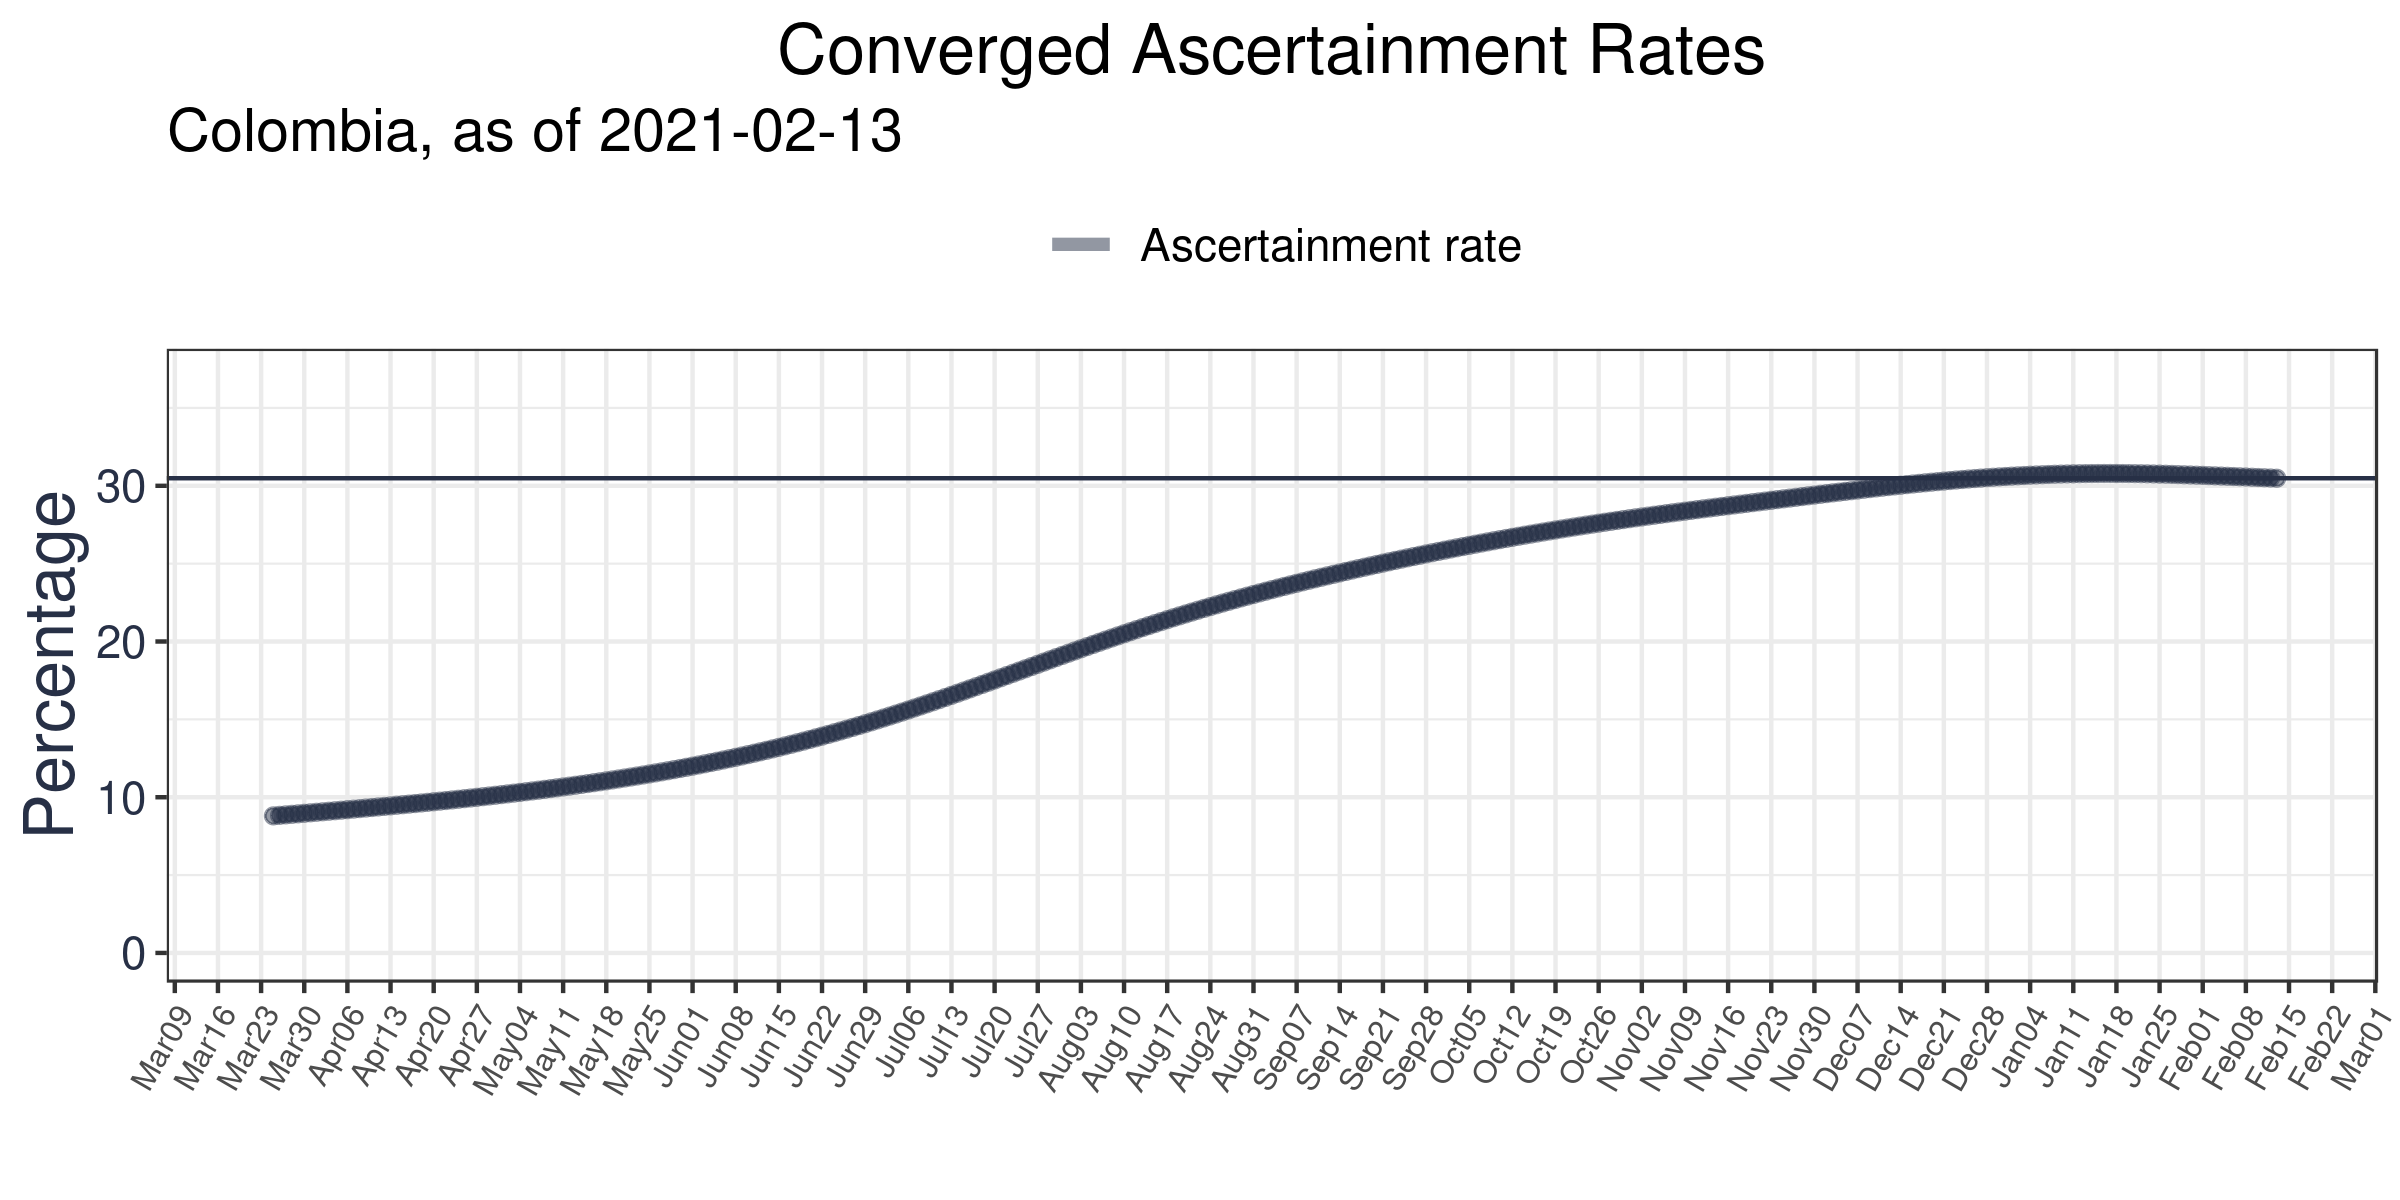 Converged Ascertainment Rates
Colombia, as of 2021-02-13
Ascertainment rate
Percentage
30
20
10
0
Mar09 Mar16 Mar23 Mar30 Apr06 Apr13 Apr20 Apr27 May04 May11 May18 May25 Jun01 Jun08 Jun15 Jun22 Jun29 Jul06 Jul13 Jul20 Jul27 Aug03 Aug10 Aug17 Aug24 Aug31 Sep07 Sep14 Sep21 Sep28 Oct05 Oct12 Oct19 Oct26 Nov02 Nov09 Nov16 Nov23 Nov30 Dec07 Dec14 Dec21 Dec28 Jan04 Jan11 Jan18 Jan25 Feb01 Feb08 Feb15 Feb22 Mar01